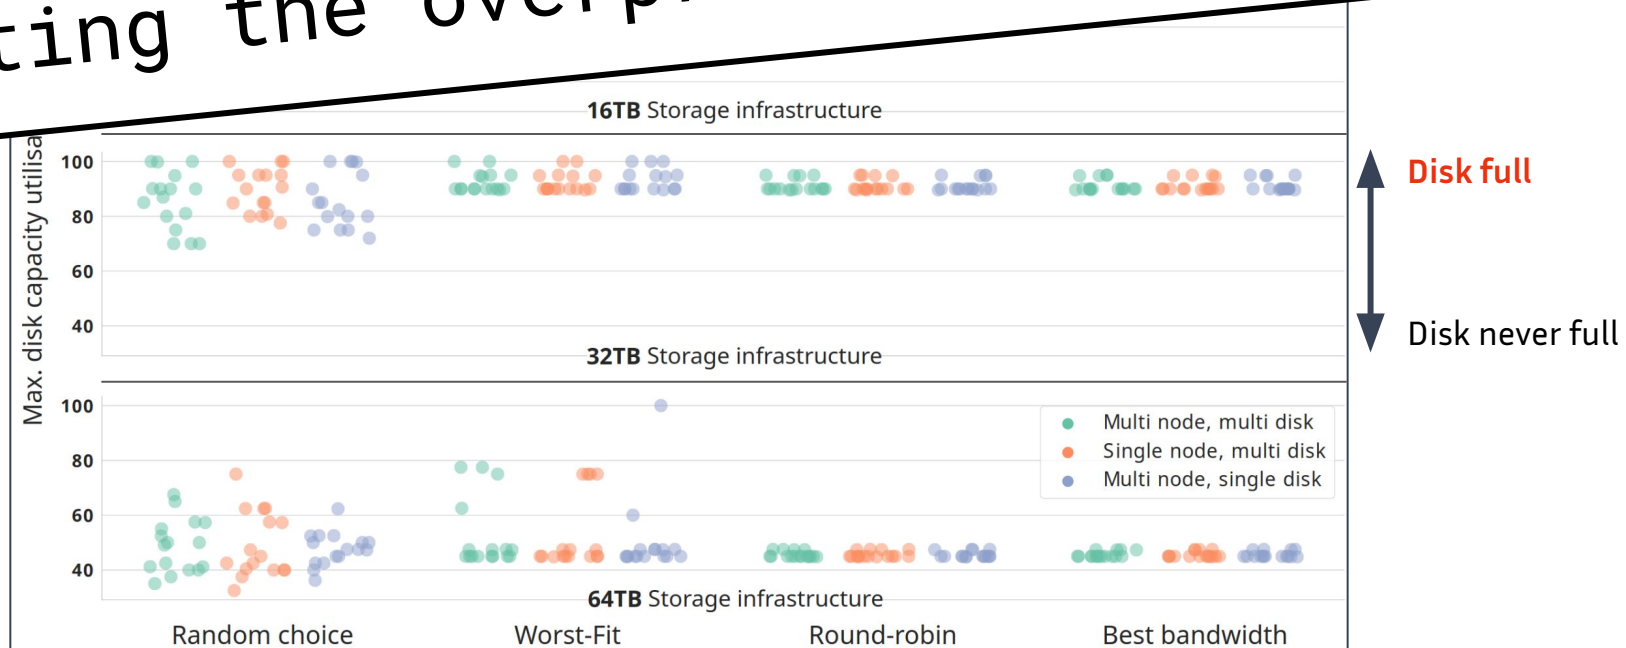 ting the overp
16TB Storage infrastructure
Max. disk capacity utilisa
100
80
60
40
32TB Storage infrastructure
Disk full
Disk never full
100
80
60
40
Multi node, multi disk
Single node, multi disk
Multi node, single disk
64TB Storage infrastructure
Random choice
Worst-Fit
Round-robin
Best bandwidth